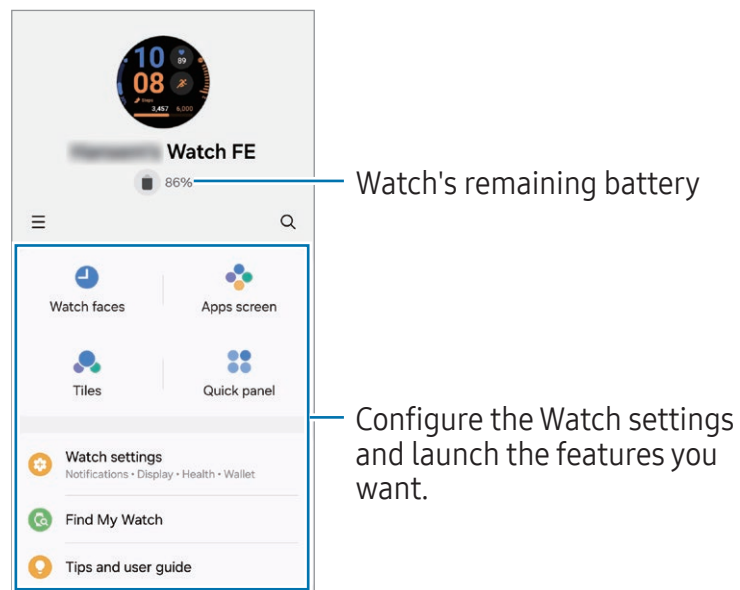 10
89
08
Steps
3,457 6,000
Watch FE
86%
Watch's remaining battery
Watch faces
Apps screen
Tiles
Quick panel
Configure the Watch settings
and launch the features you
want.
Watch settings
Notifications • Display • Health • Wallet
Find My Watch
Tips and user guide